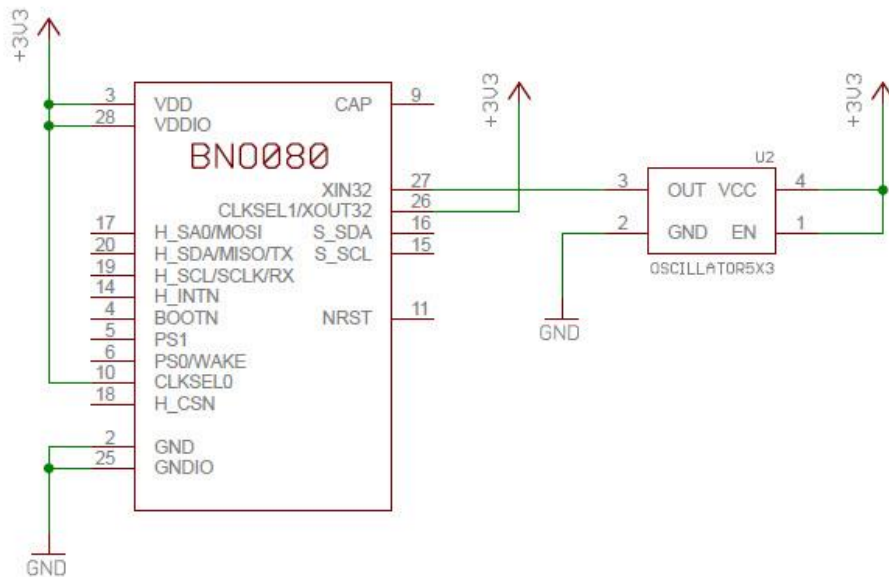 +3V3
3 VDD CAP 9
28 VDDIO
BNO080
+3V3
+3V3
U2
XIN32 27
3 OUT VCC 4
CLKSEL1/XOUT32 26
17 H_SA0/MOSI S_SDA 16
2 GND EN 1
20 H_SDA/MISO/TX S_SCL 15
OSCILLATOR5X3
19 H_SCL/SCLK/RX
14 H_INTN
4 BOOTN NRST 11
GND
5 PS1
6 PS0/WAKE
10 CLKSEL0
18 H_CSN
2 GND
25 GNDIO
GND